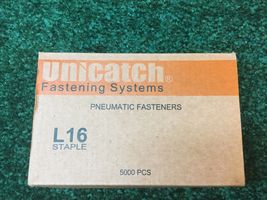 Unicatch®
Fastening Systems
PNEUMATIC FASTENERS
L16
STAPLE
5000 PCS